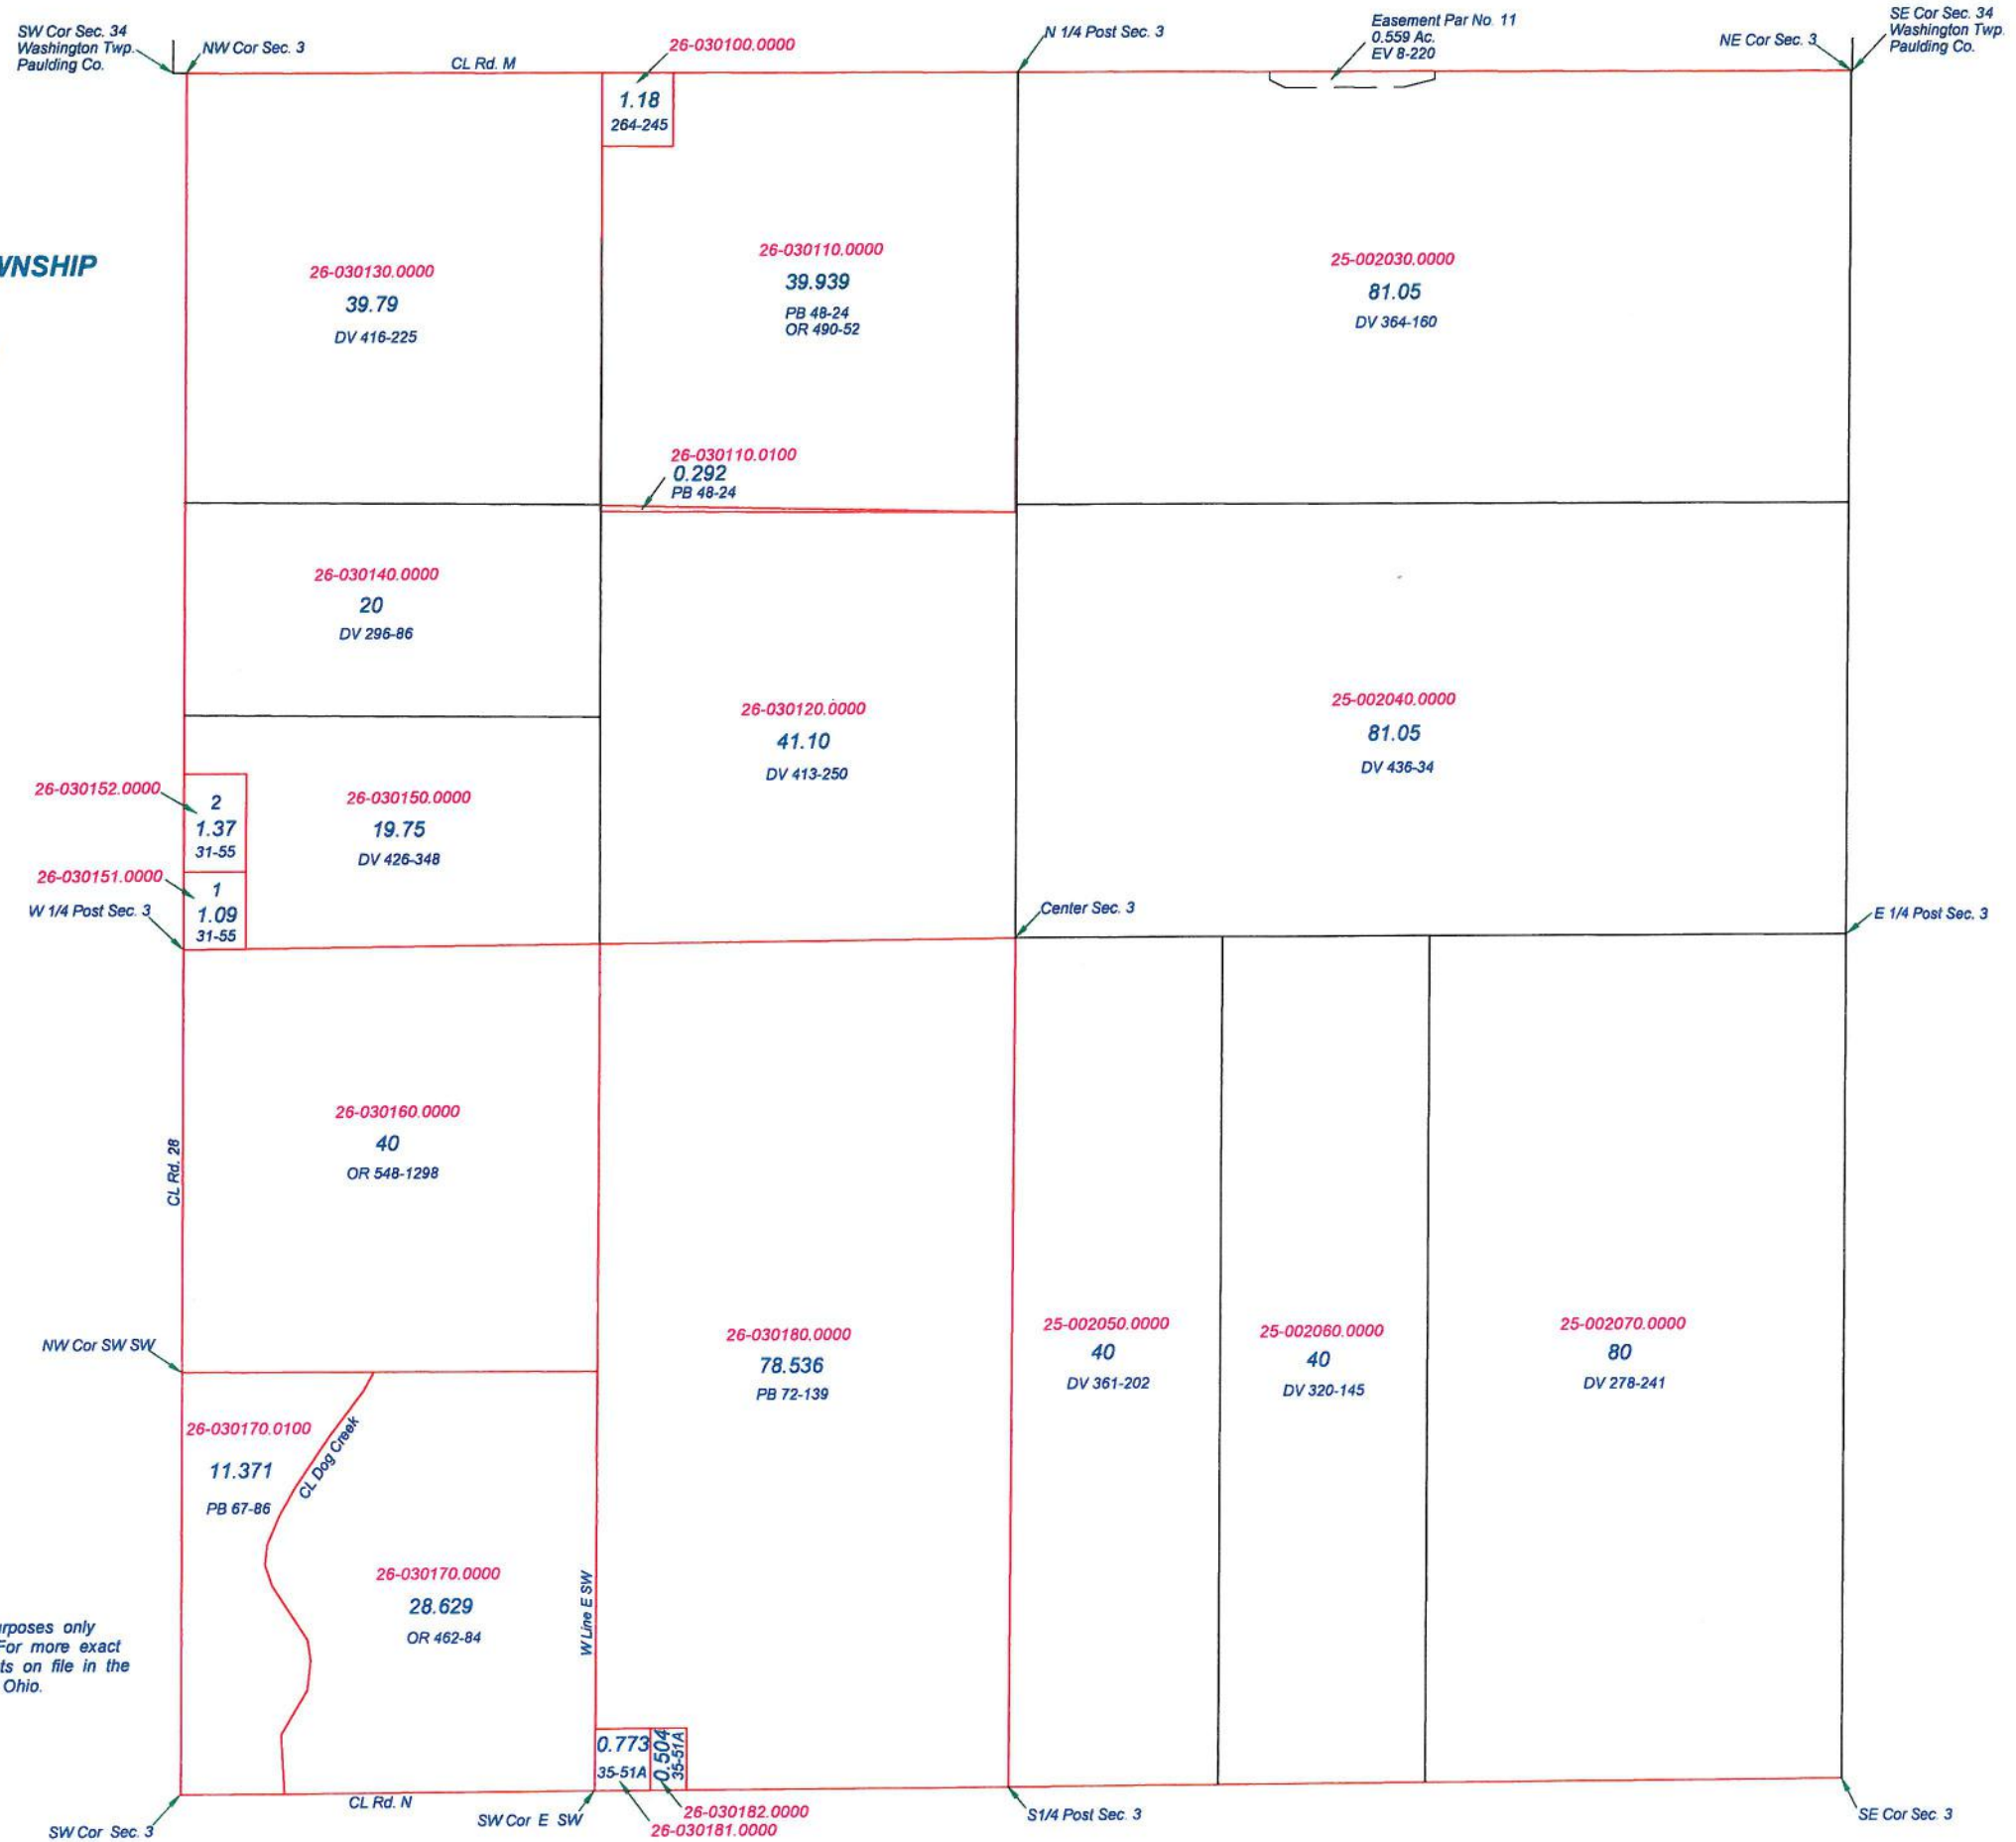 SW Cor Sec. 34
Washington Twp.
Paulding Co.
NW Cor Sec. 3
CL Rd. M
26-030100.0000
N 1/4 Post Sec. 3
Easement Par No. 11
0.559 Ac.
EV 8-220
NE Cor Sec. 3
SE Cor Sec. 34
Washington Twp.
Paulding Co.
1.18
264-245
WNSHIP
26-030130.0000
39.79
DV 416-225
26-030110.0000
39.939
PB 48-24
OR 490-52
25-002030.0000
81.05
DV 364-160
26-030110.0100
0.292
PB 48-24
26-030140.0000
20
DV 296-86
26-030120.0000
41.10
DV 413-250
25-002040.0000
81.05
DV 436-34
26-030152.0000
2
1.37
31-55
26-030150.0000
19.75
DV 426-348
26-030151.0000
1
1.09
31-55
W 1/4 Post Sec. 3
Center Sec. 3
E 1/4 Post Sec. 3
26-030160.0000
40
OR 548-1298
CL Rd. 28
NW Cor SW SW
26-030180.0000
78.536
PB 72-139
25-002050.0000
40
DV 361-202
25-002060.0000
40
DV 320-145
25-002070.0000
80
DV 278-241
26-030170.0100
11.371
PB 67-86
CL Dog Creek
26-030170.0000
28.629
OR 462-84
W Line E SW
rposes only
For more exact
ts on file in the
Ohio.
0.773
35-51A
0.504
35-51A
CL Rd. N
SW Cor Sec. 3
SW Cor E SW
26-030182.0000
26-030181.0000
S1/4 Post Sec. 3
SE Cor Sec. 3